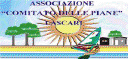 ASSOCIAZIONE
"COMITATO DELLE PIANE"
LASCARI